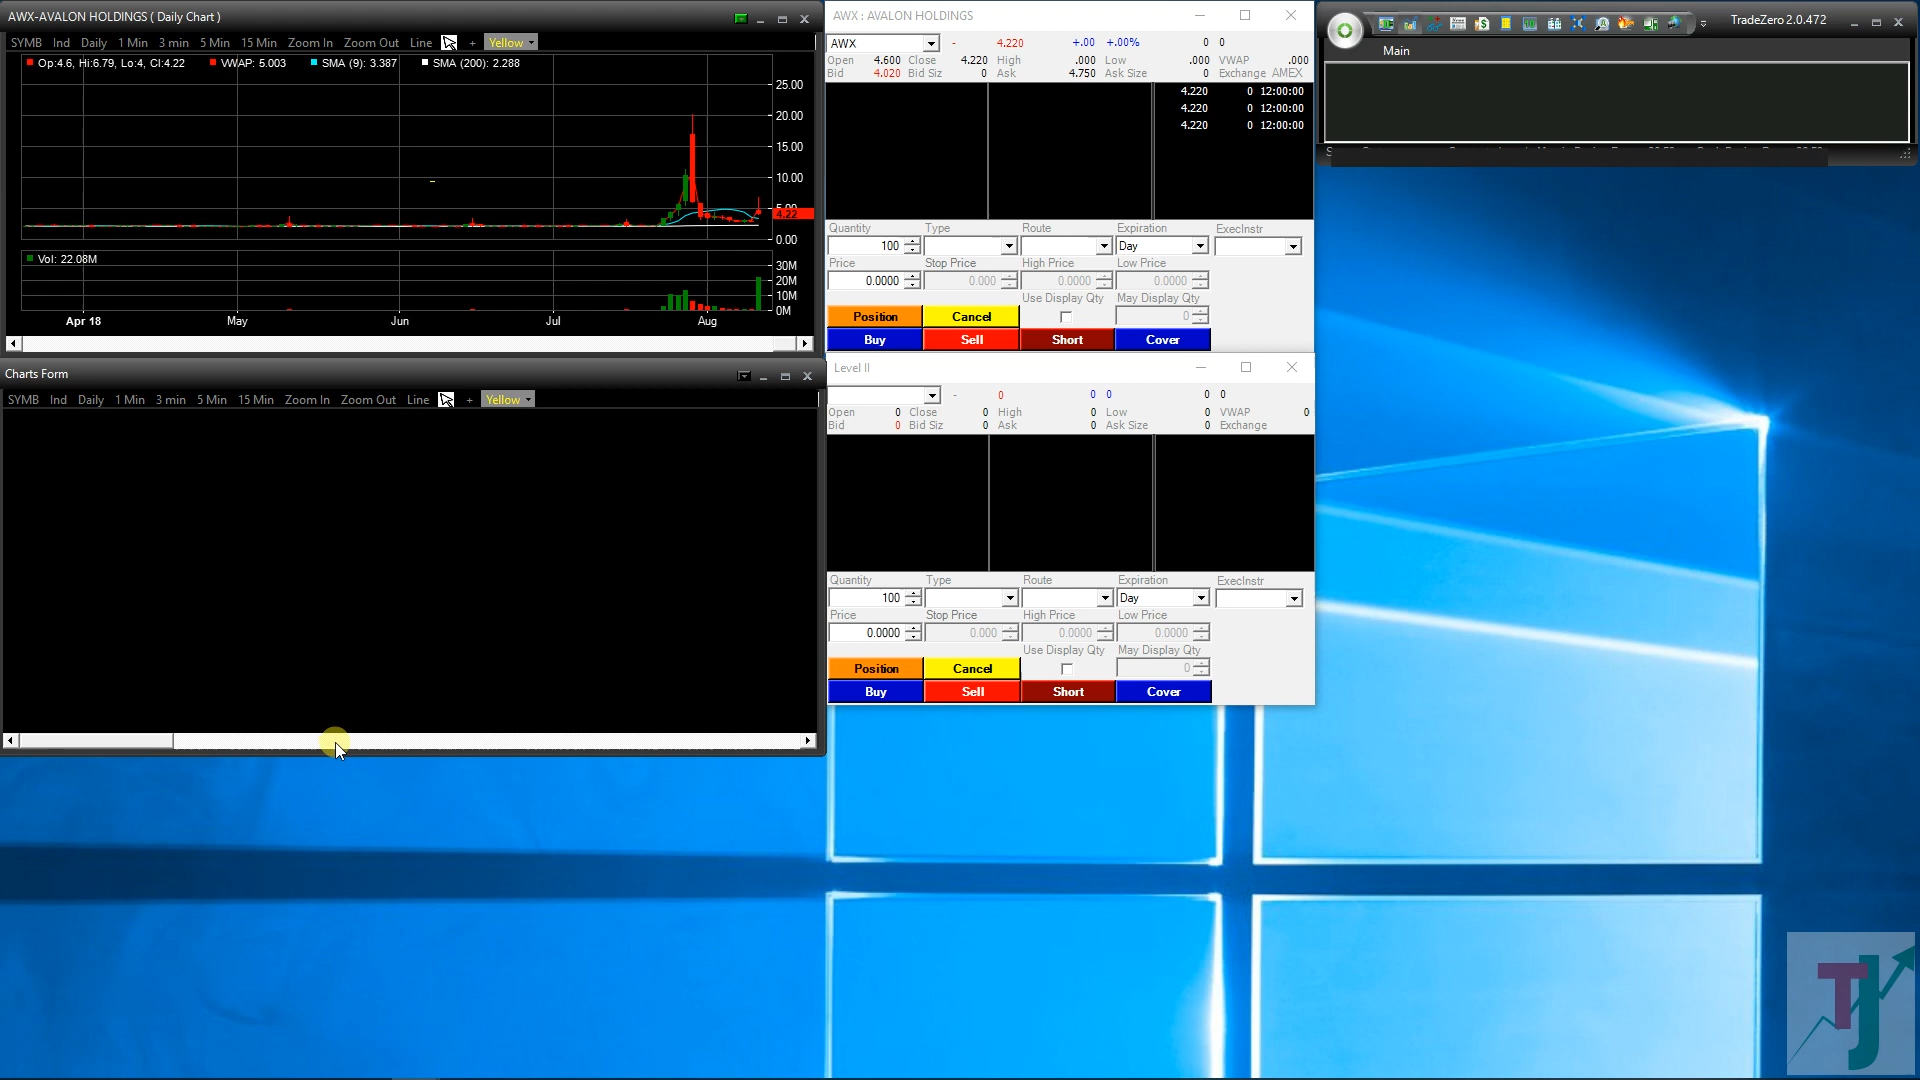 AWX-AVALON HOLDINGS ( Daily Chart )
SYMB Ind Daily 1 Min 3 min 5 Min 15 Min Zoom In Zoom Out Line + Yellow
Op:4.6, Hi:6.79, Lo:4, Cl:4.22 VWAP: 5.003 SMA (9): 3.387 SMA (200): 2.288
25.00
20.00
15.00
10.00
5.00
4.22
0.00
Vol: 22.08M
30M
20M
10M
0M
Apr 18 May Jun Jul Aug
Charts Form
SYMB Ind Daily 1 Min 3 min 5 Min 15 Min Zoom In Zoom Out Line + Yellow
AWX : AVALON HOLDINGS
AWX - 4.220 +.00 +.00% 0 0
Open 4.600 Close 4.220 High .000 Low .000 VWAP .000
Bid 4.020 Bid Siz 0 Ask 4.750 Ask Size 0 Exchange AMEX
4.220 0 12:00:00
4.220 0 12:00:00
4.220 0 12:00:00
Quantity Type Route Expiration ExecInstr
100 Day
Price Stop Price High Price Low Price
0.0000 0.000 0.0000 0.0000
Use Display Qty May Display Qty
Position Cancel 0
Buy Sell Short Cover
Level II
- 0 0 0 0 0
Open 0 Close 0 High 0 Low 0 VWAP 0
Bid 0 Bid Siz 0 Ask 0 Ask Size 0 Exchange
Quantity Type Route Expiration ExecInstr
100 Day
Price Stop Price High Price Low Price
0.0000 0.000 0.0000 0.0000
Use Display Qty May Display Qty
Position Cancel 0
Buy Sell Short Cover
TradeZero 2.0.472
Main
TJ